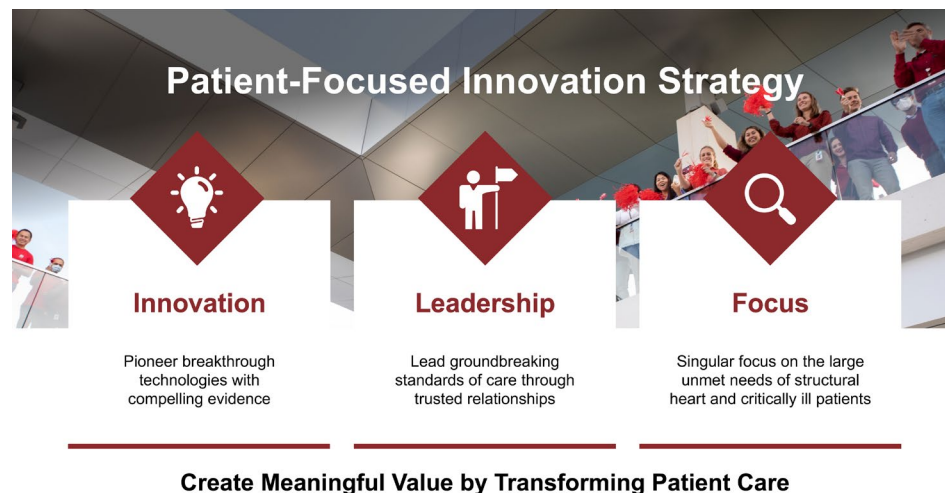 Patient-Focused Innovation Strategy
Innovation
Pioneer breakthrough
technologies with
compelling evidence
Leadership
Lead groundbreaking
standards of care through
trusted relationships
Focus
Singular focus on the large
unmet needs of structural
heart and critically ill patients
Create Meaningful Value by Transforming Patient Care